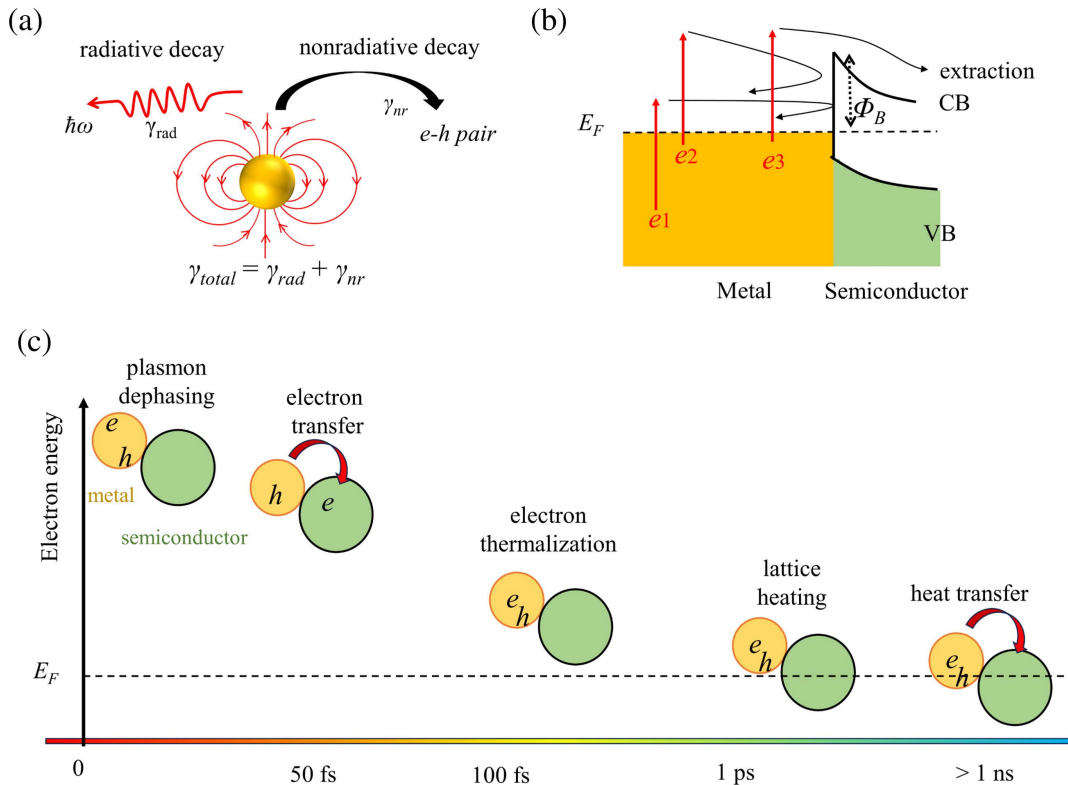 (a)
radiative decay
nonradiative decay
ħω
γrad
γnr
e-h pair
γtotal = γrad + γnr
(b)
extraction
CB
ΦB
EF
e1
e2
e3
VB
Metal
Semiconductor
(c)
Electron energy
plasmon
dephasing
e
h
metal
semiconductor
electron
transfer
h
e
electron
thermalization
e
h
lattice
heating
e
h
heat transfer
e
h
EF
0
50 fs
100 fs
1 ps
> 1 ns